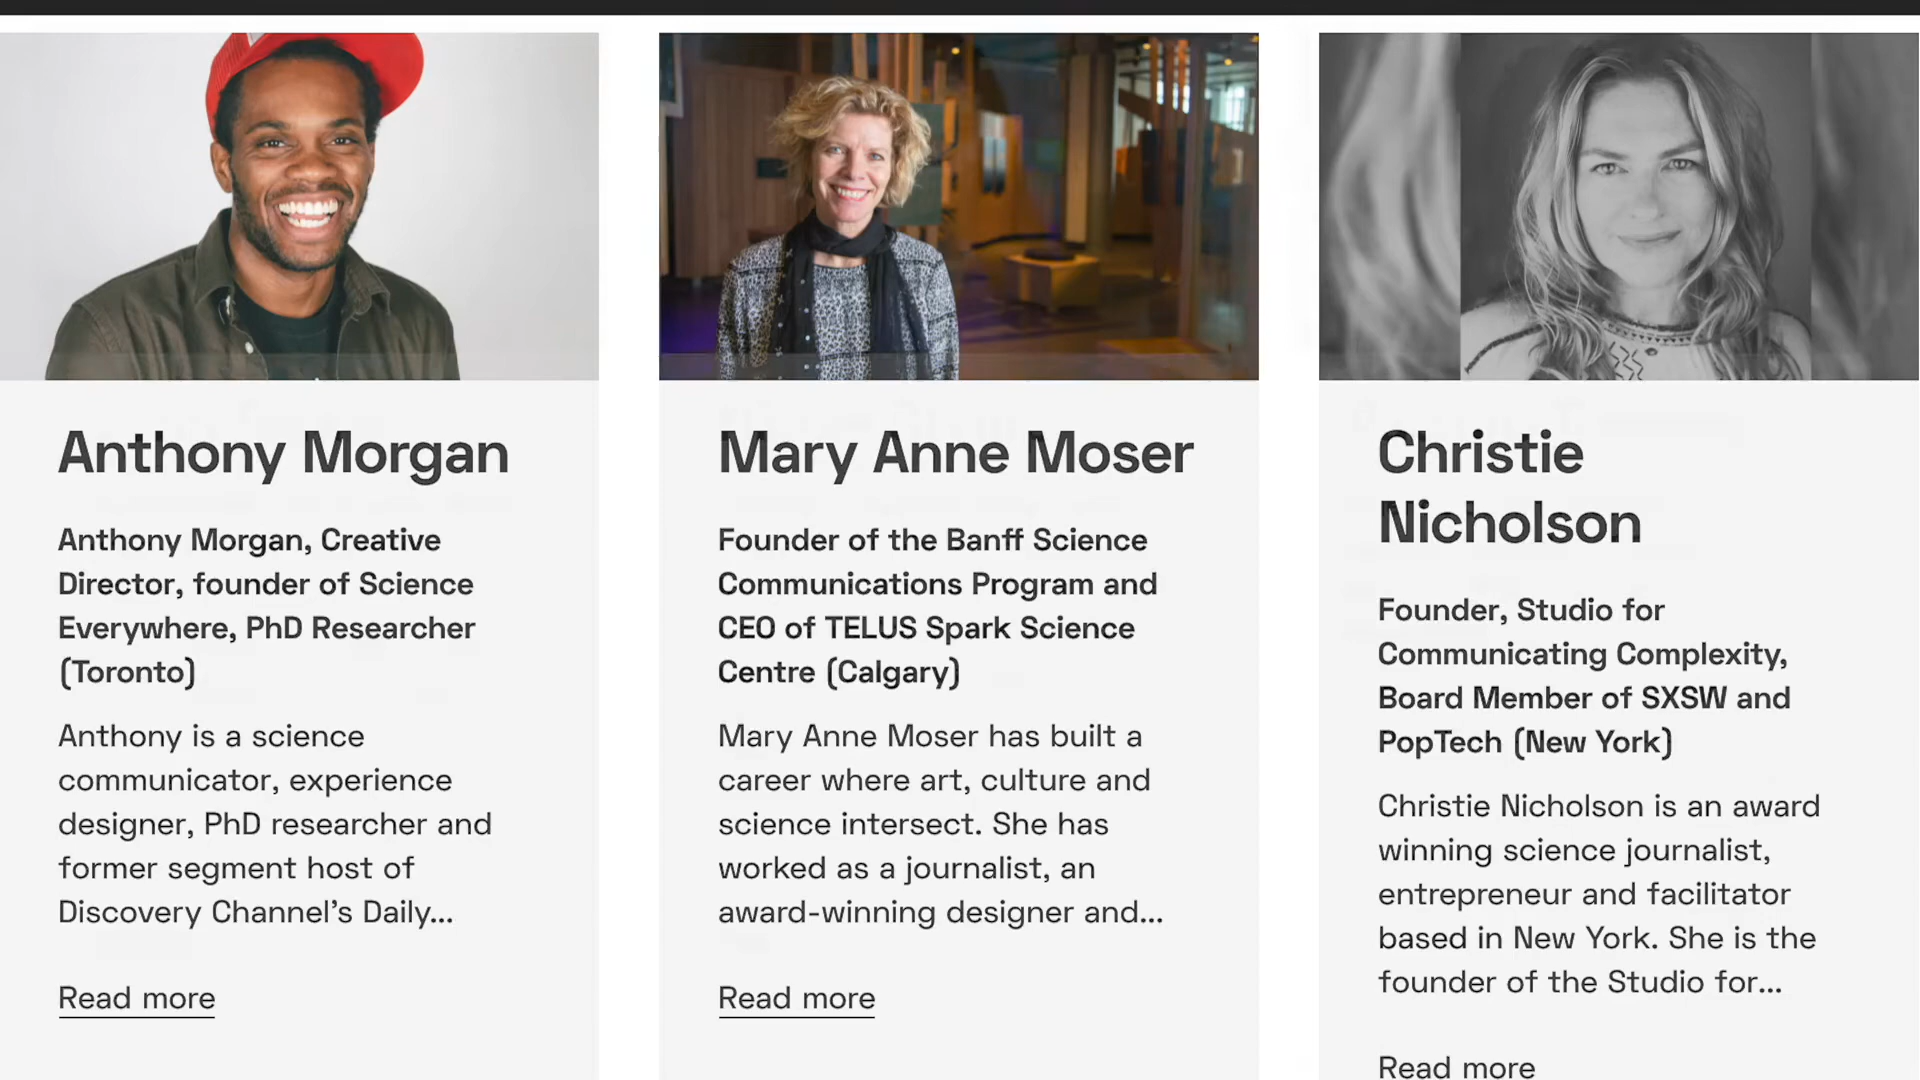 Anthony Morgan
Anthony Morgan, Creative
Director, founder of Science
Everywhere, PhD Researcher
(Toronto)
Anthony is a science
communicator, experience
designer, PhD researcher and
former segment host of
Discovery Channel’s Daily...
Read more
Mary Anne Moser
Founder of the Banff Science
Communications Program and
CEO of TELUS Spark Science
Centre (Calgary)
Mary Anne Moser has built a
career where art, culture and
science intersect. She has
worked as a journalist, an
award-winning designer and...
Read more
Christie
Nicholson
Founder, Studio for
Communicating Complexity,
Board Member of SXSW and
PopTech (New York)
Christie Nicholson is an award
winning science journalist,
entrepreneur and facilitator
based in New York. She is the
founder of the Studio for...
Read more